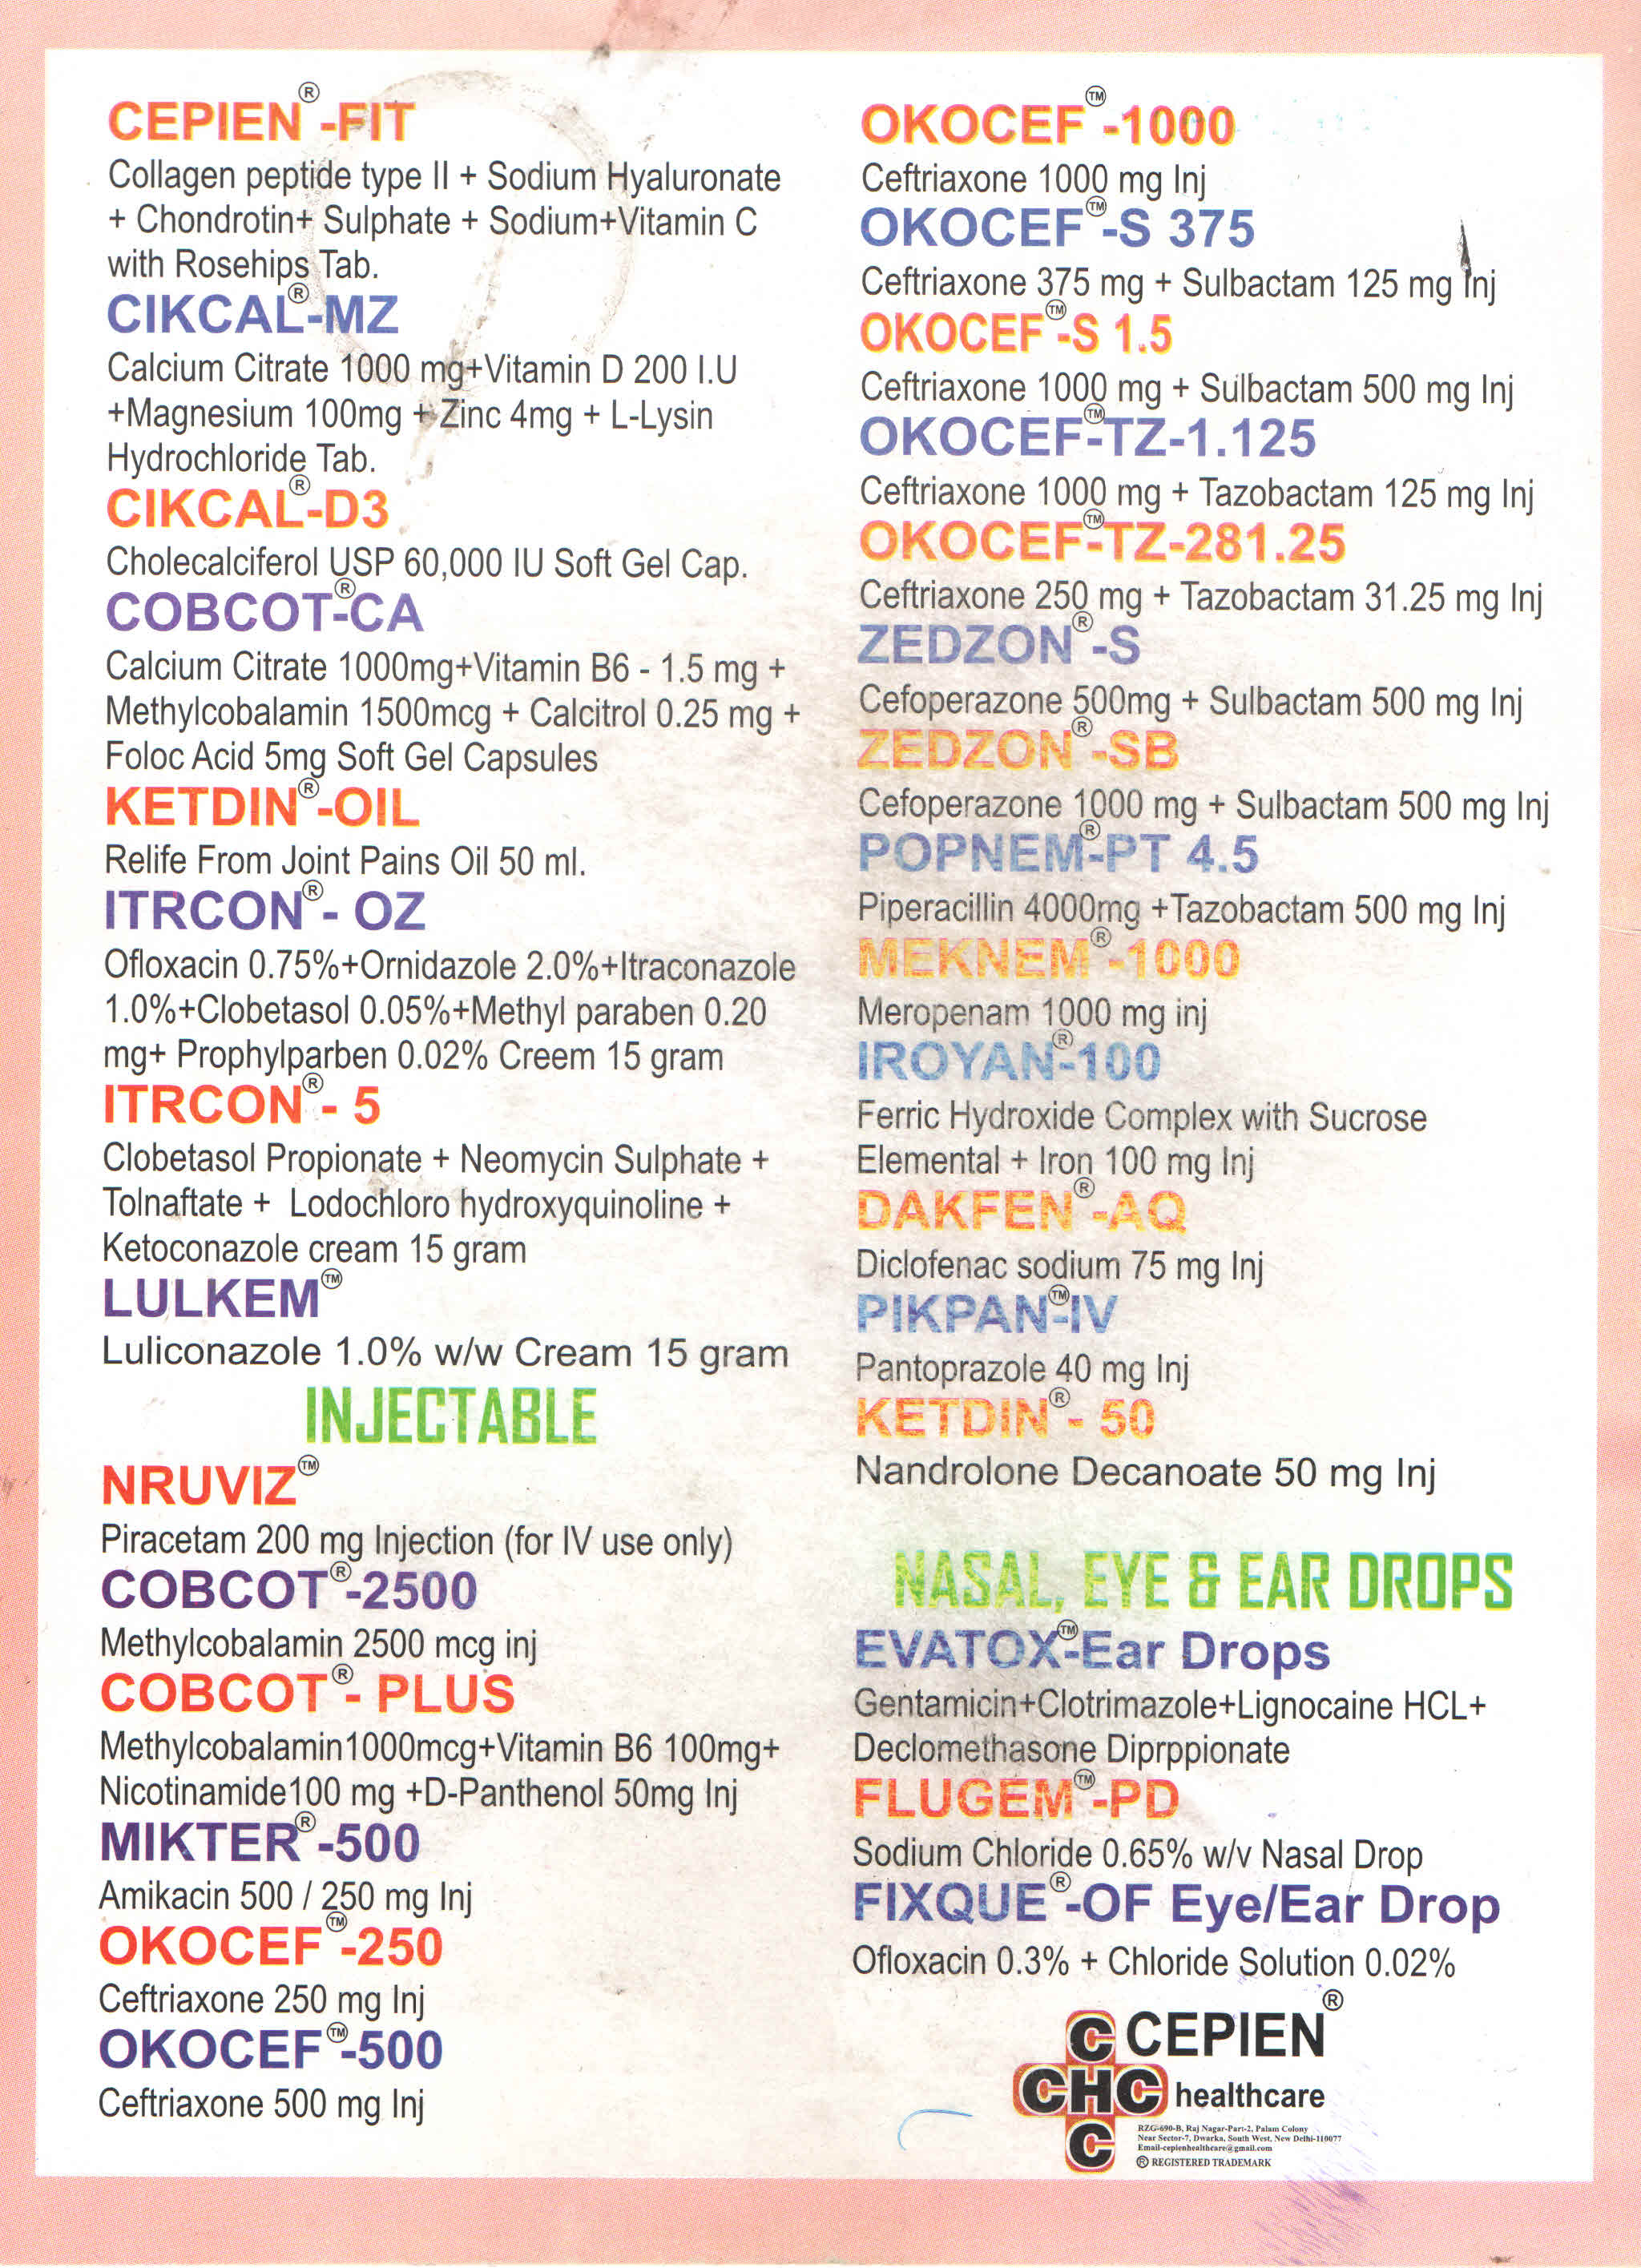 CEPIEN®-FIT
Collagen peptide type II + Sodium Hyaluronate
+ Chondrotin+ Sulphate + Sodium+Vitamin C
with Rosehips Tab.
CIKCAL®-MZ
Calcium Citrate 1000 mg+Vitamin D 200 I.U
+Magnesium 100mg + Zinc 4mg + L-Lysin
Hydrochloride Tab.
CIKCAL®-D3
Cholecalciferol USP 60,000 IU Soft Gel Cap.
COBCOT®-CA
Calcium Citrate 1000mg+Vitamin B6 - 1.5 mg +
Methylcobalamin 1500mcg + Calcitrol 0.25 mg +
Foloc Acid 5mg Soft Gel Capsules
KETDIN®-OIL
Relife From Joint Pains Oil 50 ml.
ITRCON®- OZ
Ofloxacin 0.75%+Ornidazole 2.0%+Itraconazole
1.0%+Clobetasol 0.05%+Methyl paraben 0.20
mg+ Prophylparben 0.02% Creem 15 gram
ITRCON®- 5
Clobetasol Propionate + Neomycin Sulphate +
Tolnaftate + Lodochloro hydroxyquinoline +
Ketoconazole cream 15 gram
LULKEM™
Luliconazole 1.0% w/w Cream 15 gram
INJECTABLE
NRUVIZ™
Piracetam 200 mg Injection (for IV use only)
COBCOT®-2500
Methylcobalamin 2500 mcg inj
COBCOT®- PLUS
Methylcobalamin1000mcg+Vitamin B6 100mg+
Nicotinamide100 mg +D-Panthenol 50mg Inj
MIKTER®-500
Amikacin 500 / 250 mg Inj
OKOCEF™-250
Ceftriaxone 250 mg Inj
OKOCEF™-500
Ceftriaxone 500 mg Inj
OKOCEF™-1000
Ceftriaxone 1000 mg Inj
OKOCEF™-S 375
Ceftriaxone 375 mg + Sulbactam 125 mg Inj
OKOCEF™-S 1.5
Ceftriaxone 1000 mg + Sulbactam 500 mg Inj
OKOCEF™-TZ-1.125
Ceftriaxone 1000 mg + Tazobactam 125 mg Inj
OKOCEF™-TZ-281.25
Ceftriaxone 250 mg + Tazobactam 31.25 mg Inj
ZEDZON®-S
Cefoperazone 500mg + Sulbactam 500 mg Inj
ZEDZON®-SB
Cefoperazone 1000 mg + Sulbactam 500 mg Inj
POPNEM®-PT 4.5
Piperacillin 4000mg +Tazobactam 500 mg Inj
MEKNEM®-1000
Meropenam 1000 mg inj
IROYAN®-100
Ferric Hydroxide Complex with Sucrose
Elemental + Iron 100 mg Inj
DAKFEN®-AQ
Diclofenac sodium 75 mg Inj
PIKPAN™-IV
Pantoprazole 40 mg Inj
KETDIN®- 50
Nandrolone Decanoate 50 mg Inj
NASAL, EYE & EAR DROPS
EVATOX™-Ear Drops
Gentamicin+Clotrimazole+Lignocaine HCL+
Declomethasone Diprppionate
FLUGEM™-PD
Sodium Chloride 0.65% w/v Nasal Drop
FIXQUE®-OF Eye/Ear Drop
Ofloxacin 0.3% + Chloride Solution 0.02%
C CEPIEN®
CHC healthcare
C
RZG-690-B, Raj Nagar-Part-2, Palam Colony
Near Sector-7, Dwarka, South West, New Delhi-110077
Email-cepienhealthcare@gmail.com
® REGISTERED TRADEMARK